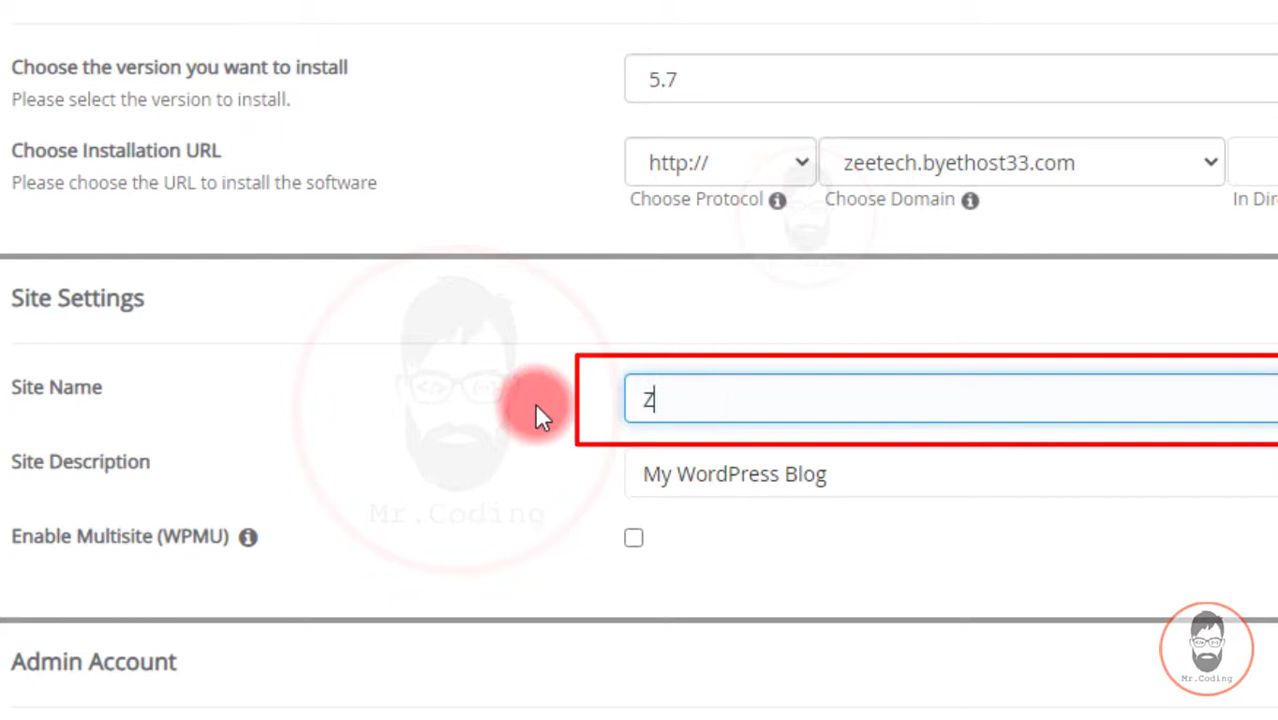 Choose the version you want to install
Please select the version to install.
5.7
Choose Installation URL
Please choose the URL to install the software
http://
zeetech.byethost33.com
Choose Protocol
Choose Domain
In Dir
Site Settings
Site Name
Z
Site Description
My WordPress Blog
Enable Multisite (WPMU)
Mr.Coding
Admin Account
Mr.Coding